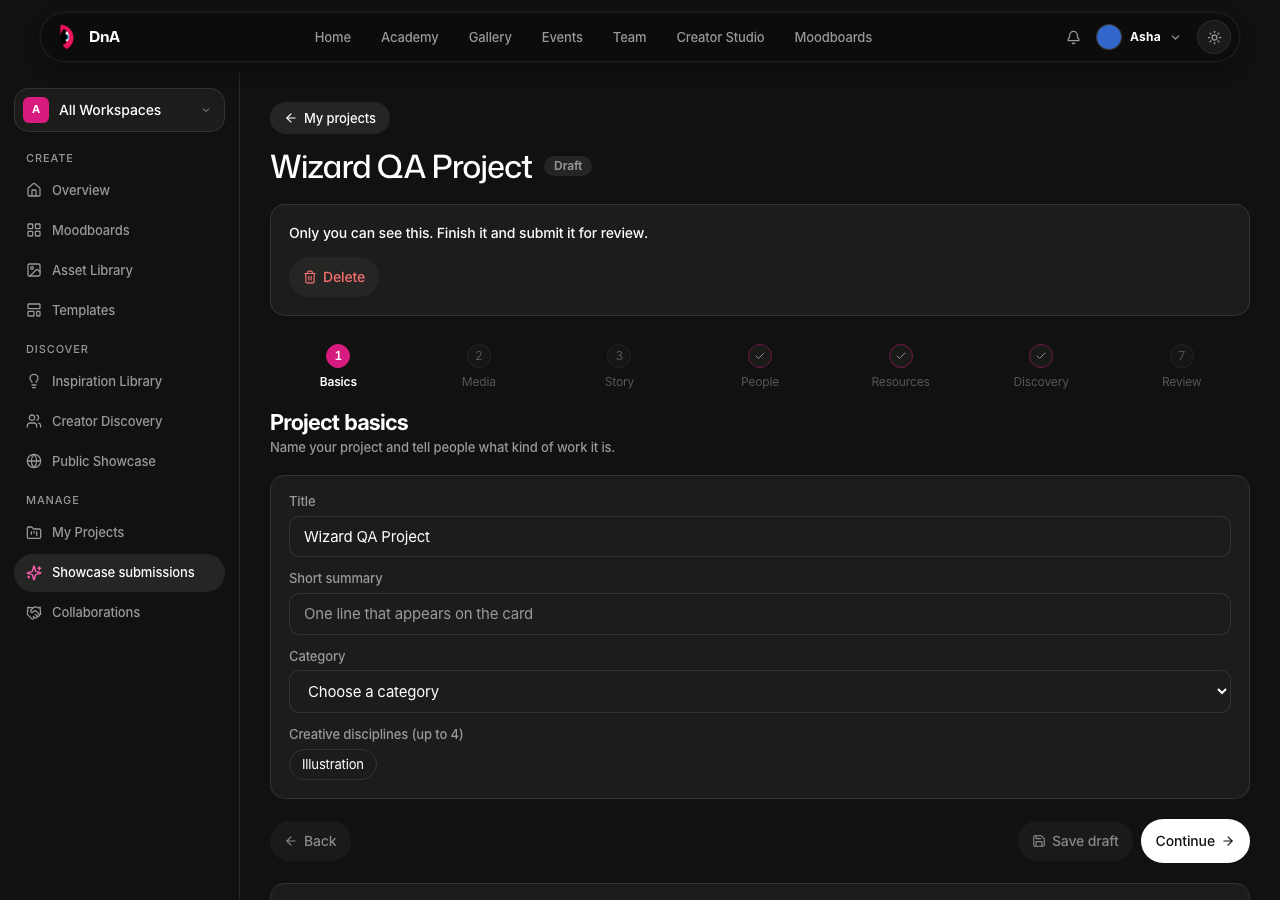 DnA
Home
Academy
Gallery
Events
Team
Creator Studio
Moodboards
Asha
A
All Workspaces
CREATE
Overview
Moodboards
Asset Library
Templates
DISCOVER
Inspiration Library
Creator Discovery
Public Showcase
MANAGE
My Projects
Showcase submissions
Collaborations
My projects
Wizard QA Project
Draft
Only you can see this. Finish it and submit it for review.
Delete
1
2
3
7
Basics
Media
Story
People
Resources
Discovery
Review
Project basics
Name your project and tell people what kind of work it is.
Title
Wizard QA Project
Short summary
One line that appears on the card
Category
Choose a category
Creative disciplines (up to 4)
Illustration
Back
Save draft
Continue